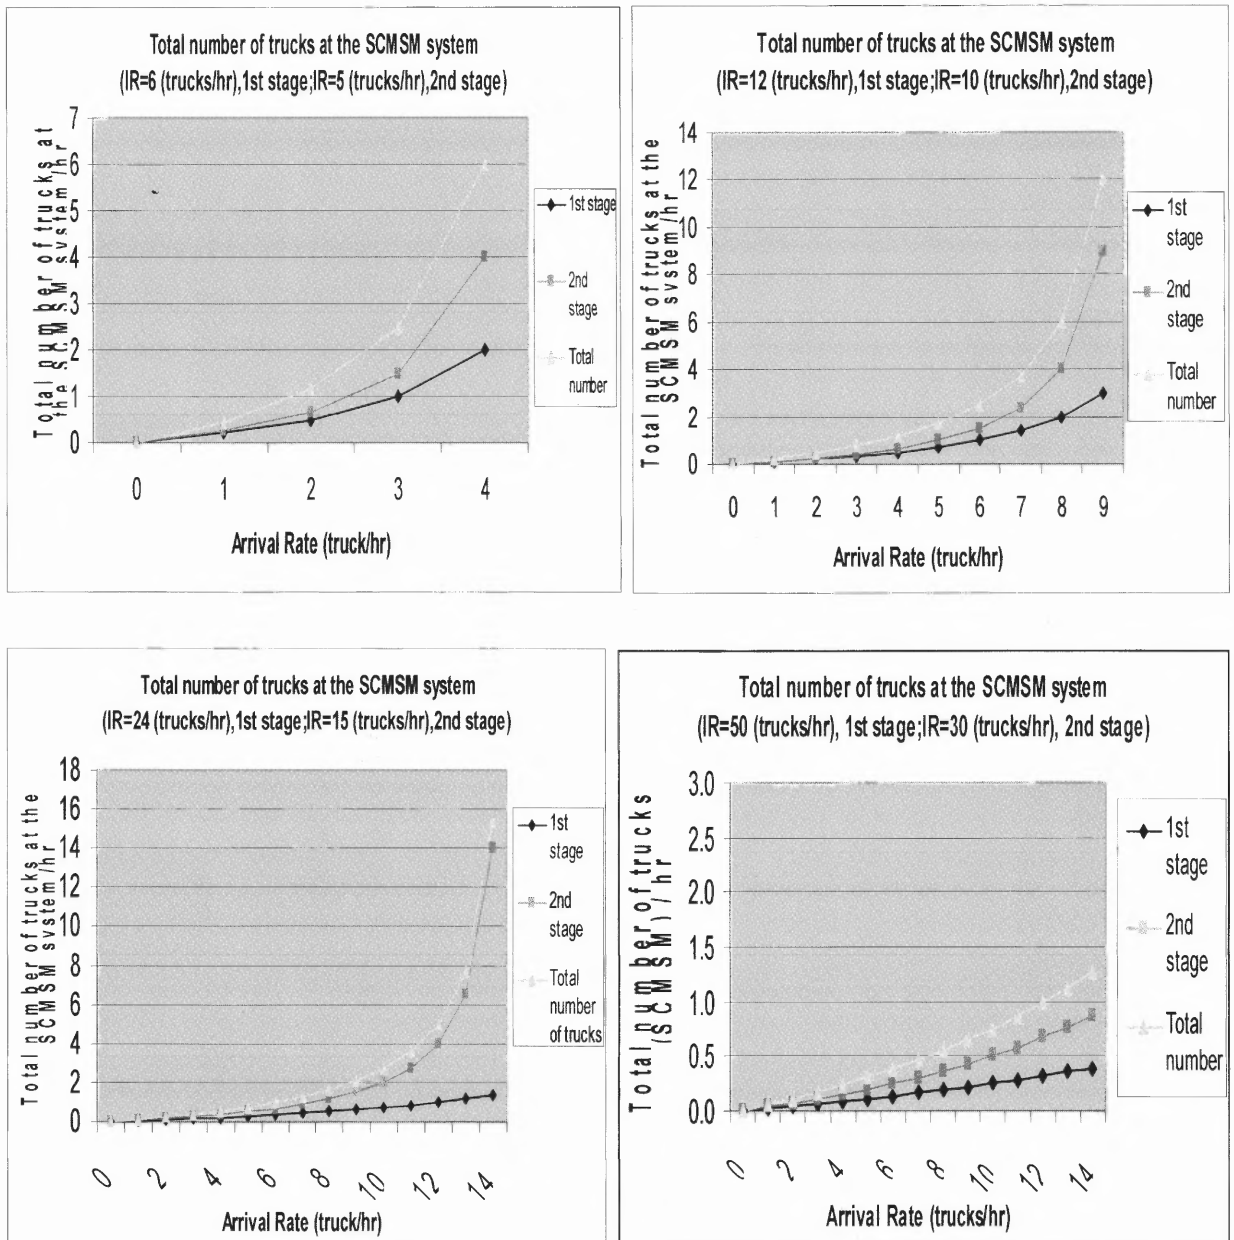 Total number of trucks at the SCMSM system
(IR=6 (trucks/hr),1st stage;IR=5 (trucks/hr),2nd stage)
Total number of trucks at
the SCMSM system /hr
7
6
5
4
3
2
1
0
0 1 2 3 4
Arrival Rate (truck/hr)
1st stage
2nd
stage
Total
number
Total number of trucks at the SCMSM system
(IR=12 (trucks/hr),1st stage;IR=10 (trucks/hr),2nd stage)
Total number of trucks at the
SCMSM system /hr
14
12
10
8
6
4
2
0
0 1 2 3 4 5 6 7 8 9
Arrival Rate (truck/hr)
1st
stage
2nd
stage
Total
number
Total number of trucks at the SCMSM system
(IR=24 (trucks/hr),1st stage;IR=15 (trucks/hr),2nd stage)
Total number of trucks at the
SCMSM system /hr
18
16
14
12
10
8
6
4
2
0
0 2 4 6 8 10 12 14
Arrival Rate (truck/hr)
1st
stage
2nd
stage
Total
number
of trucks
Total number of trucks at the SCMSM system
(IR=50 (trucks/hr), 1st stage;IR=30 (trucks/hr), 2nd stage)
Total number of trucks
(SCMSM) / hr
3.0
2.5
2.0
1.5
1.0
0.5
0.0
0 2 4 6 8 10 12 14
Arrival Rate (trucks/hr)
1st
stage
2nd
stage
Total
number